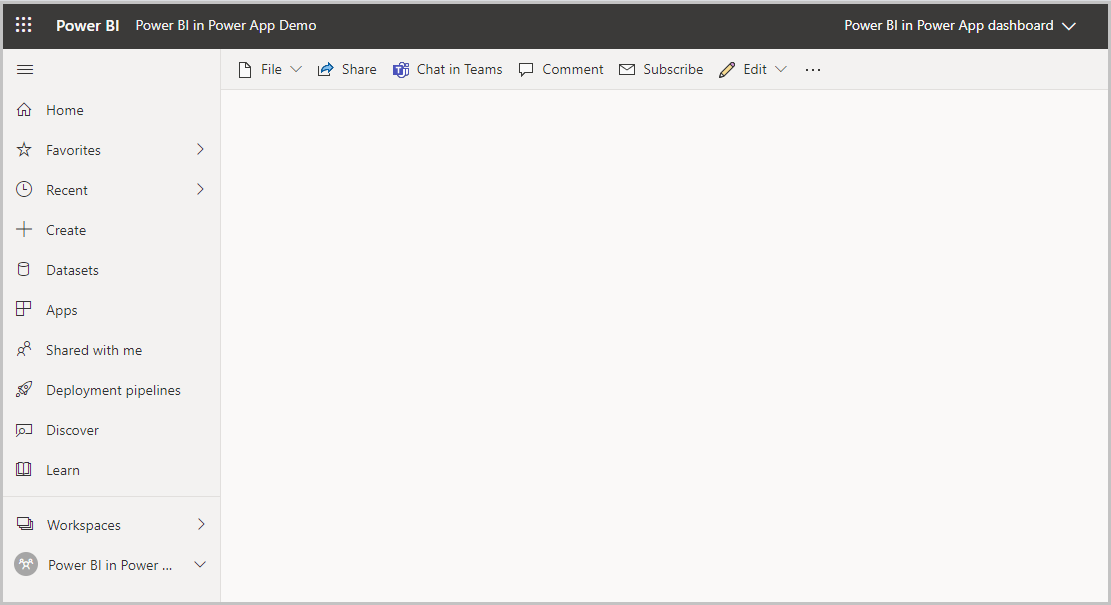 Power BI Power BI in Power App Demo Power BI in Power App dashboard
File Share Chat in Teams Comment Subscribe Edit ...
Home
Favorites
Recent
Create
Datasets
Apps
Shared with me
Deployment pipelines
Discover
Learn
Workspaces
Power BI in Power ...